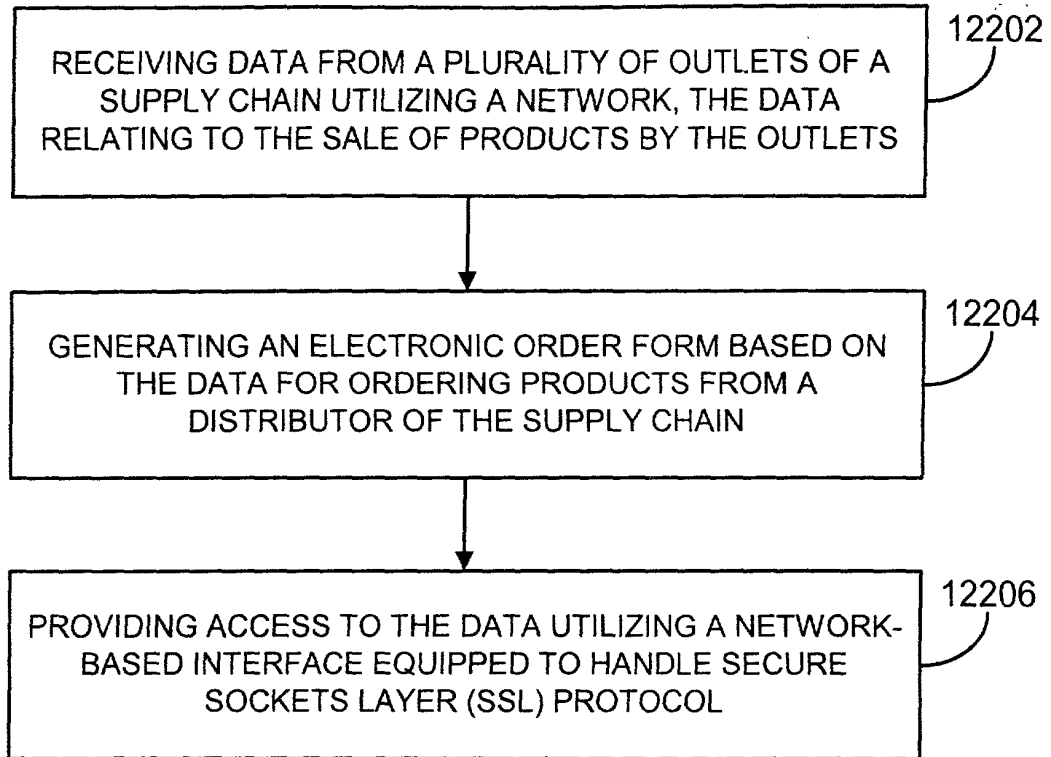 12202
RECEIVING DATA FROM A PLURALITY OF OUTLETS OF A
SUPPLY CHAIN UTILIZING A NETWORK, THE DATA
RELATING TO THE SALE OF PRODUCTS BY THE OUTLETS
12204
GENERATING AN ELECTRONIC ORDER FORM BASED ON
THE DATA FOR ORDERING PRODUCTS FROM A
DISTRIBUTOR OF THE SUPPLY CHAIN
12206
PROVIDING ACCESS TO THE DATA UTILIZING A NETWORK-
BASED INTERFACE EQUIPPED TO HANDLE SECURE
SOCKETS LAYER (SSL) PROTOCOL